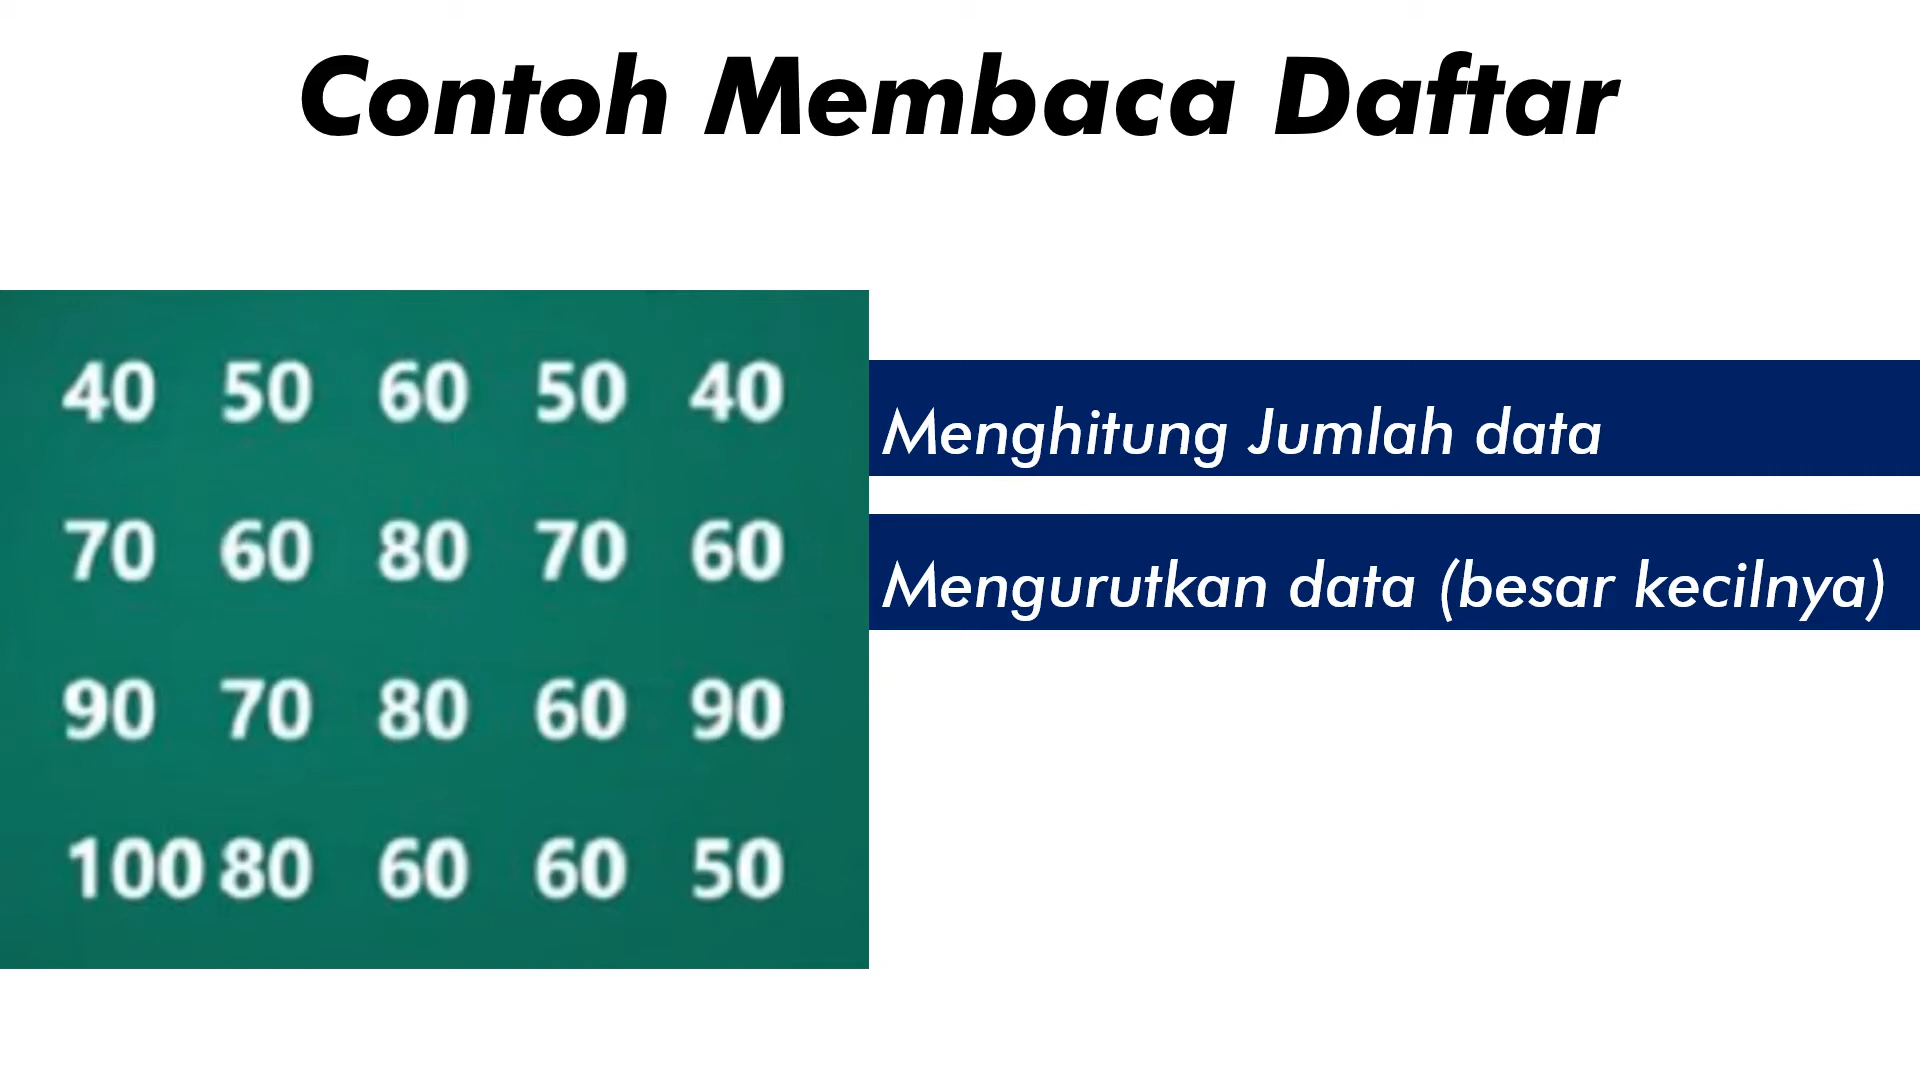 Contoh Membaca Daftar
40 50 60 50 40
70 60 80 70 60
90 70 80 60 90
100 80 60 60 50
Menghitung Jumlah data
Mengurutkan data (besar kecilnya)